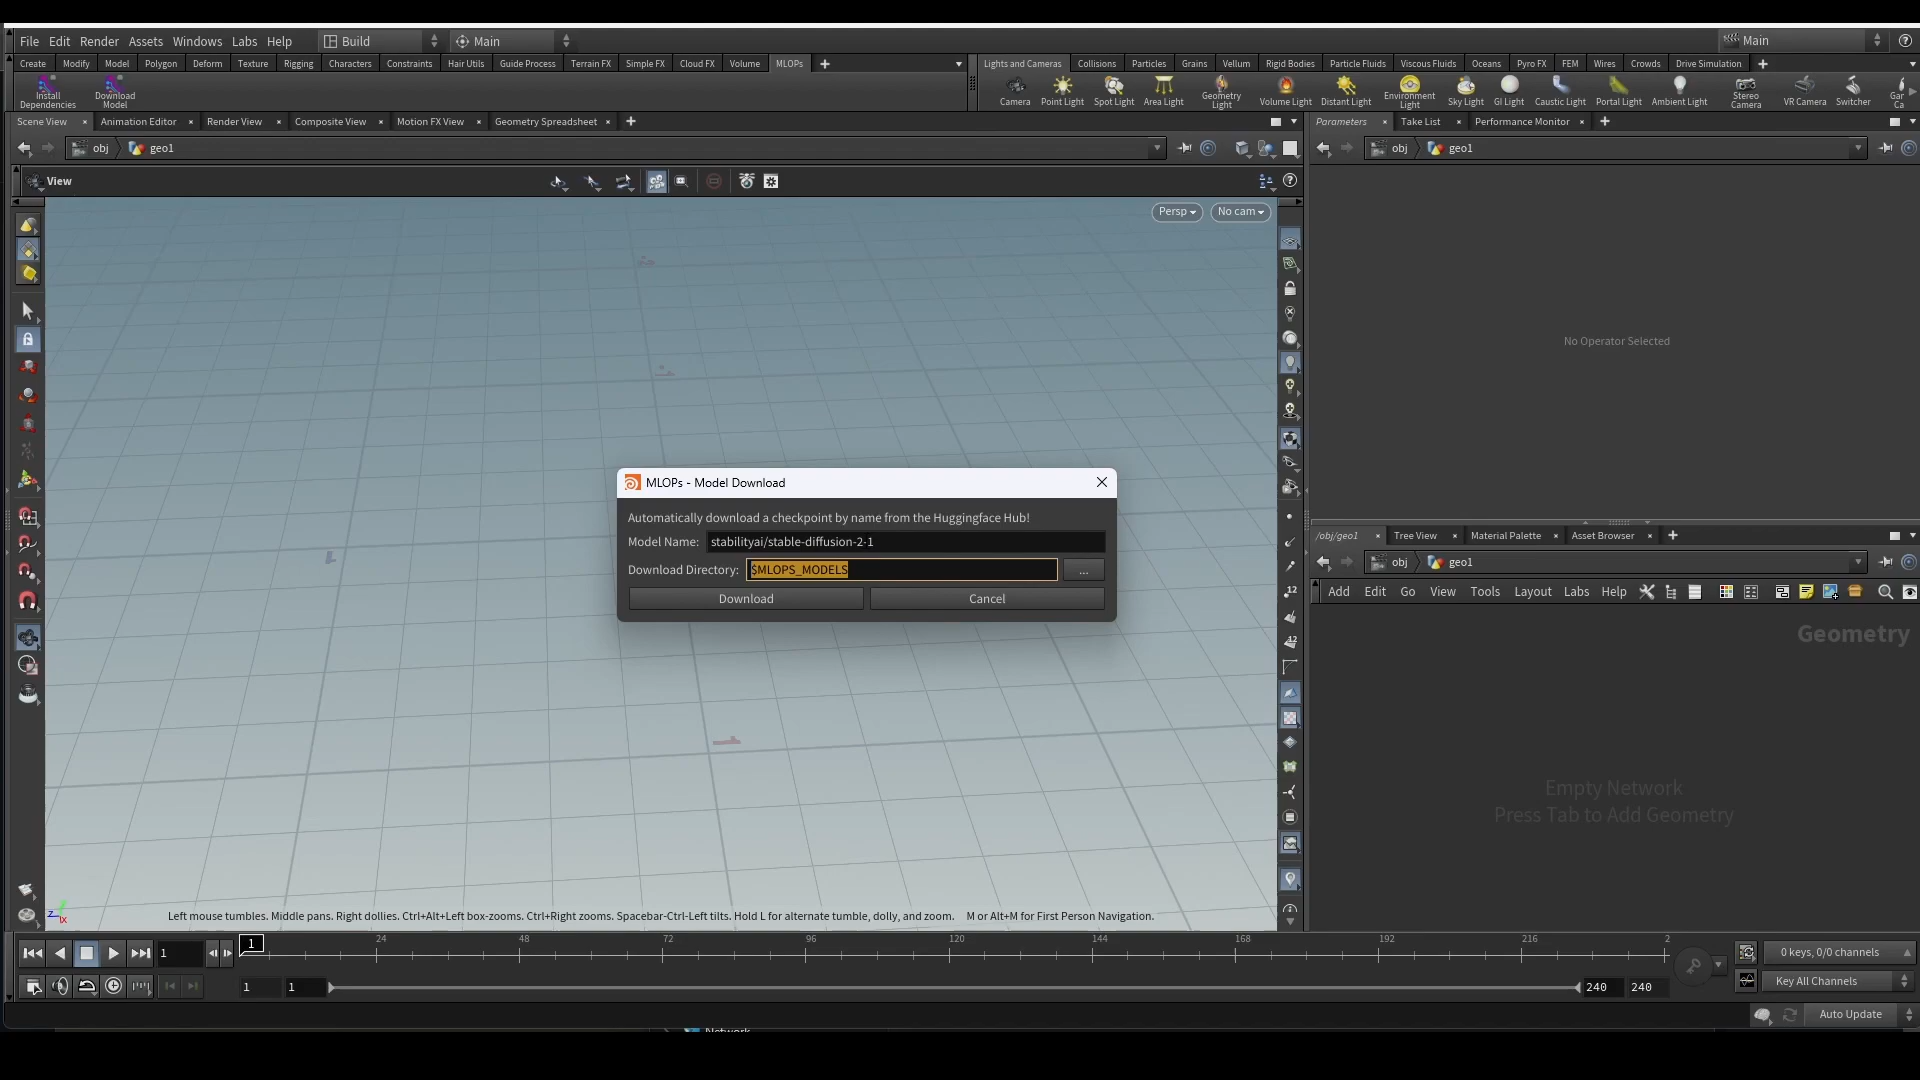 File Edit Render Assets Windows Labs Help Build Main Main
Create Modify Model Polygon Deform Texture Rigging Characters Constraints Hair Utils Guide Process Terrain FX Simple FX Cloud FX Volume MLOPs
Lights and Cameras Collisions Particles Grains Vellum Rigid Bodies Particle Fluids Viscous Fluids Oceans Pyro FX FEM Wires Crowds Drive Simulation
Install Dependencies
Download Model
Camera Point Light Spot Light Area Light Geometry Light Volume Light Distant Light Environment Light Sky Light GI Light Caustic Light Portal Light Ambient Light Stereo Camera VR Camera Switcher Gar Ca
Scene View Animation Editor Render View Composite View Motion FX View Geometry Spreadsheet
Parameters Take List Performance Monitor
obj geo1
obj geo1
View
Persp No cam
No Operator Selected
MLOPs - Model Download
Automatically download a checkpoint by name from the Huggingface Hub!
Model Name: stabilityai/stable-diffusion-2-1
Download Directory: $MLOPS_MODELS ...
Download Cancel
/obj/geo1 Tree View Material Palette Asset Browser
obj geo1
Add Edit Go View Tools Layout Labs Help
Geometry
Empty Network
Press Tab to Add Geometry
12
12
z x
Left mouse tumbles. Middle pans. Right dollies. Ctrl+Alt+Left box-zooms. Ctrl+Right zooms. Spacebar-Ctrl-Left tilts. Hold L for alternate tumble, dolly, and zoom. M or Alt+M for First Person Navigation.
1 1 24 48 72 96 120 144 168 192 216 2
0 keys, 0/0 channels
1 1 240 240
Key All Channels
Auto Update
Network